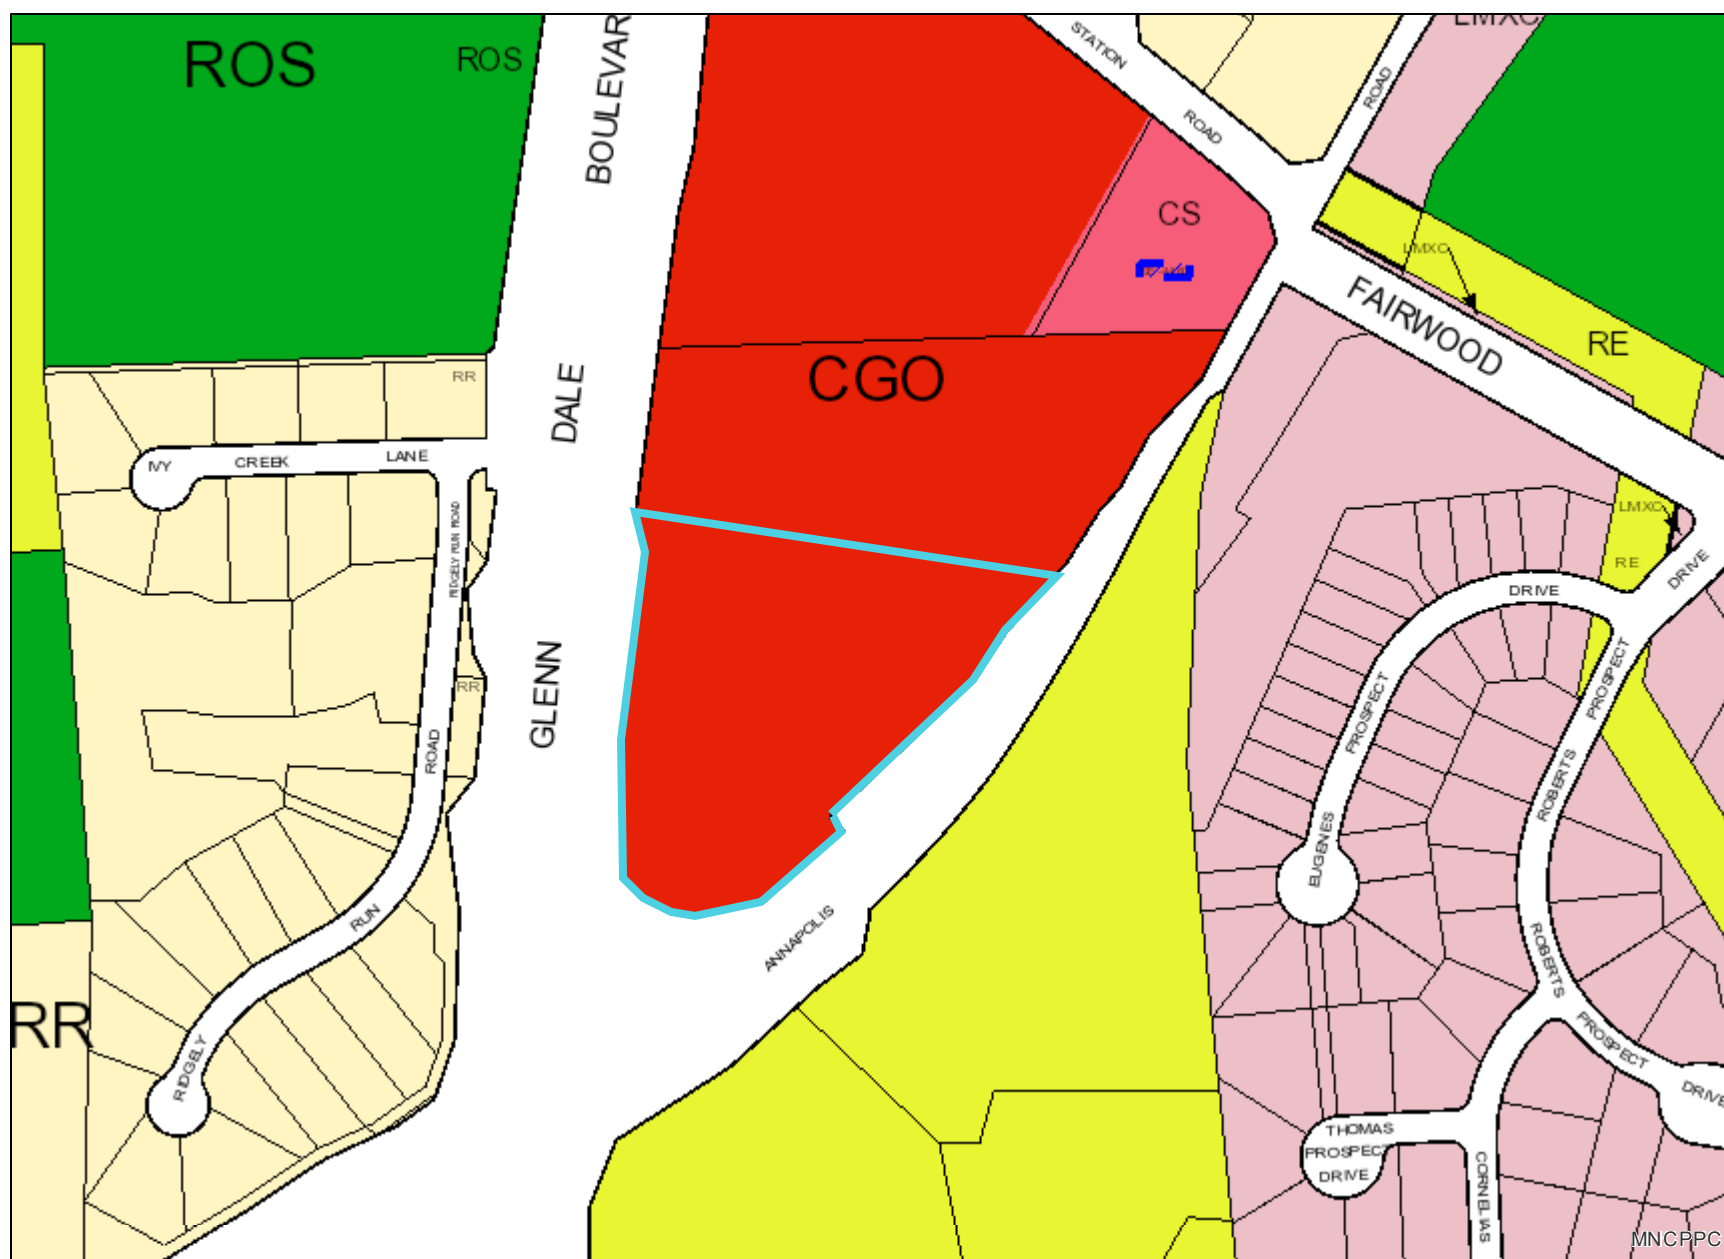 ROS
ROS
BOULEVAR
STATION
ROAD
ROAD
LMXC
CS
LMXC
FAIRWOOD
RE
RR
CGO
DALE
IVY
CREEK
LANE
RIDGELY RUN ROAD
LMXC
RE
DRIVE
DRIVE
GLENN
RR
ROAD
PROSPECT
PROSPECT
ROBERTS
EUGENES
RUN
ANNAPOLIS
ROBERTS
RR
RIDGELY
PROSPECT
DRIVE
THOMAS
PROSPECT
DRIVE
CORNELIAS
MNCPPC